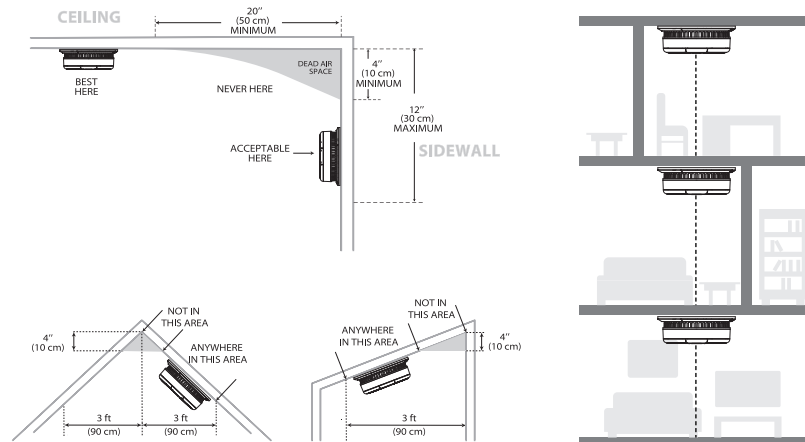 CEILING
20"
(50 cm)
MINIMUM
BEST
HERE
NEVER HERE
DEAD AIR
SPACE
4"
(10 cm)
MINIMUM
12"
(30 cm)
MAXIMUM
ACCEPTABLE
HERE
SIDEWALL
NOT IN
THIS AREA
4"
(10 cm)
ANYWHERE
IN THIS AREA
3 ft
(90 cm)
3 ft
(90 cm)
NOT IN
THIS AREA
ANYWHERE
IN THIS AREA
4"
(10 cm)
3 ft
(90 cm)